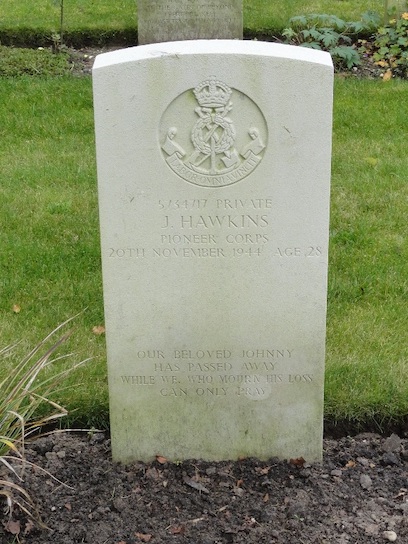 PRIVATE
J. HAWKINS
PIONEER CORPS
20TH NOVEMBER 1944 AGE 28
OUR BELOVED JOHNNY
HAS PASSED AWAY
WHILE WE, WHO MOURN HIS LOSS
CAN ONLY PRAY